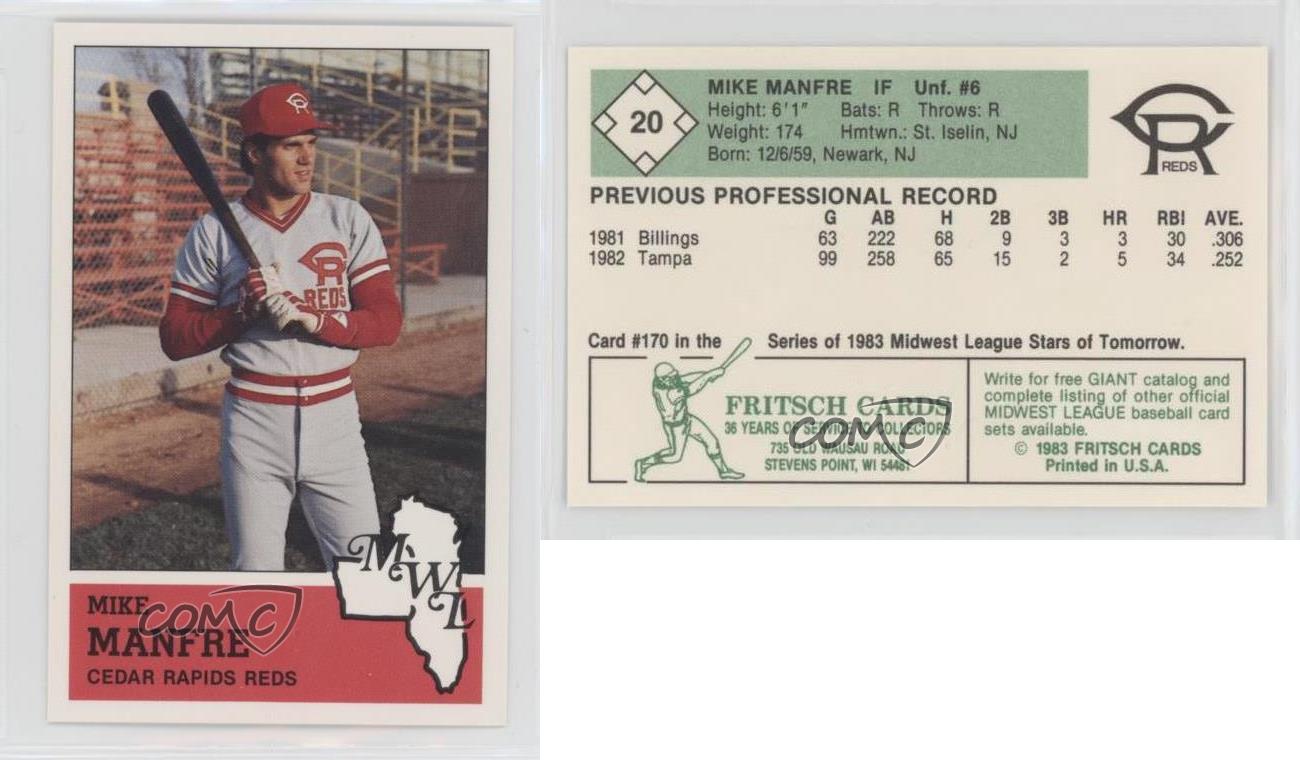 CR
REDS
MWL
MIKE
MANFRE
CEDAR RAPIDS REDS
COMC
20
MIKE MANFRE IF Unf. #6
Height: 6'1" Bats: R Throws: R
Weight: 174 Hmtwn.: St. Iselin, NJ
Born: 12/6/59, Newark, NJ
CR
REDS
PREVIOUS PROFESSIONAL RECORD
G AB H 2B 3B HR RBI AVE.
1981 Billings 63 222 68 9 3 3 30 .306
1982 Tampa 99 258 65 15 2 5 34 .252
Card #170 in the Series of 1983 Midwest League Stars of Tomorrow.
FRITSCH CARDS
36 YEARS OF SERVICE TO COLLECTORS
735 OLD WAUSAU ROAD
STEVENS POINT, WI 54481
COMC
Write for free GIANT catalog and
complete listing of other official
MIDWEST LEAGUE baseball card
sets available.
© 1983 FRITSCH CARDS
Printed in U.S.A.